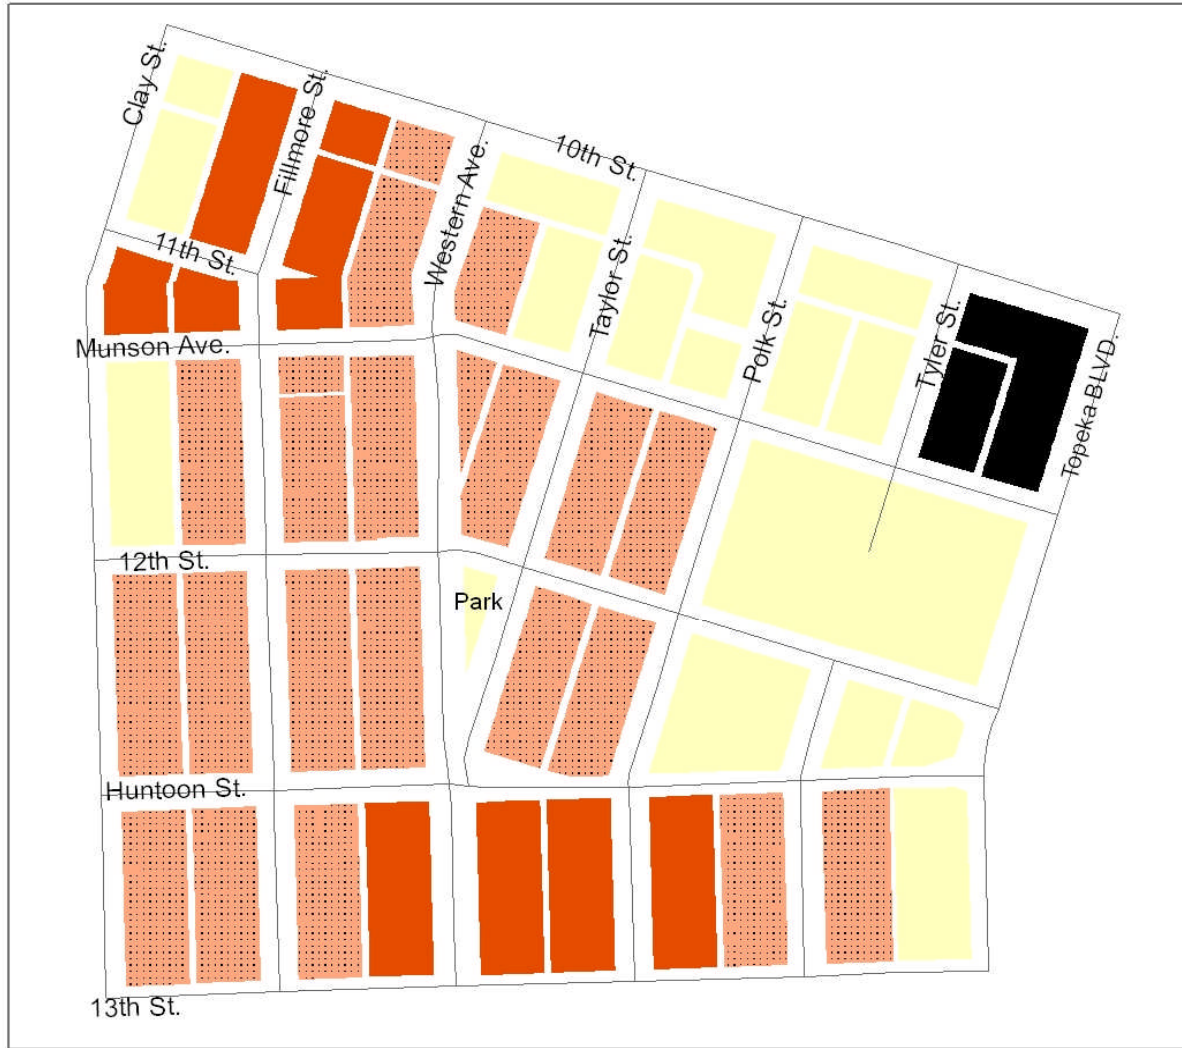 Clay St.
Fillmore St.
Western Ave.
10th St.
Taylor St.
Polk St.
Tyler St.
Topeka BLVD.
11th St.
Munson Ave.
12th St.
Park
Huntoon St.
13th St.